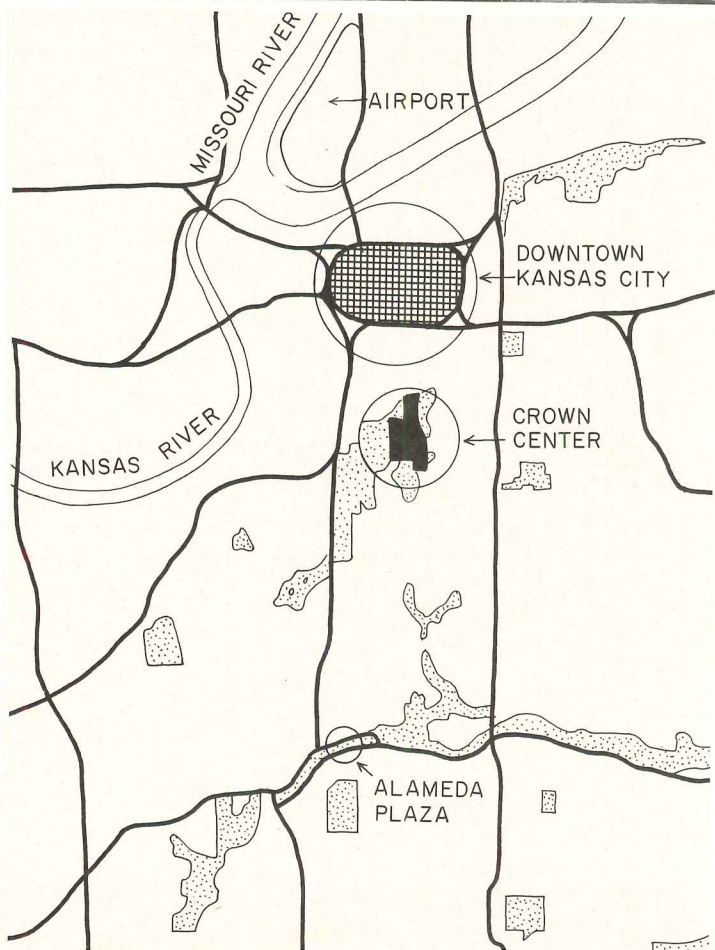 MISSOURI RIVER
AIRPORT
DOWNTOWN
KANSAS CITY
CROWN
CENTER
KANSAS RIVER
ALAMEDA
PLAZA